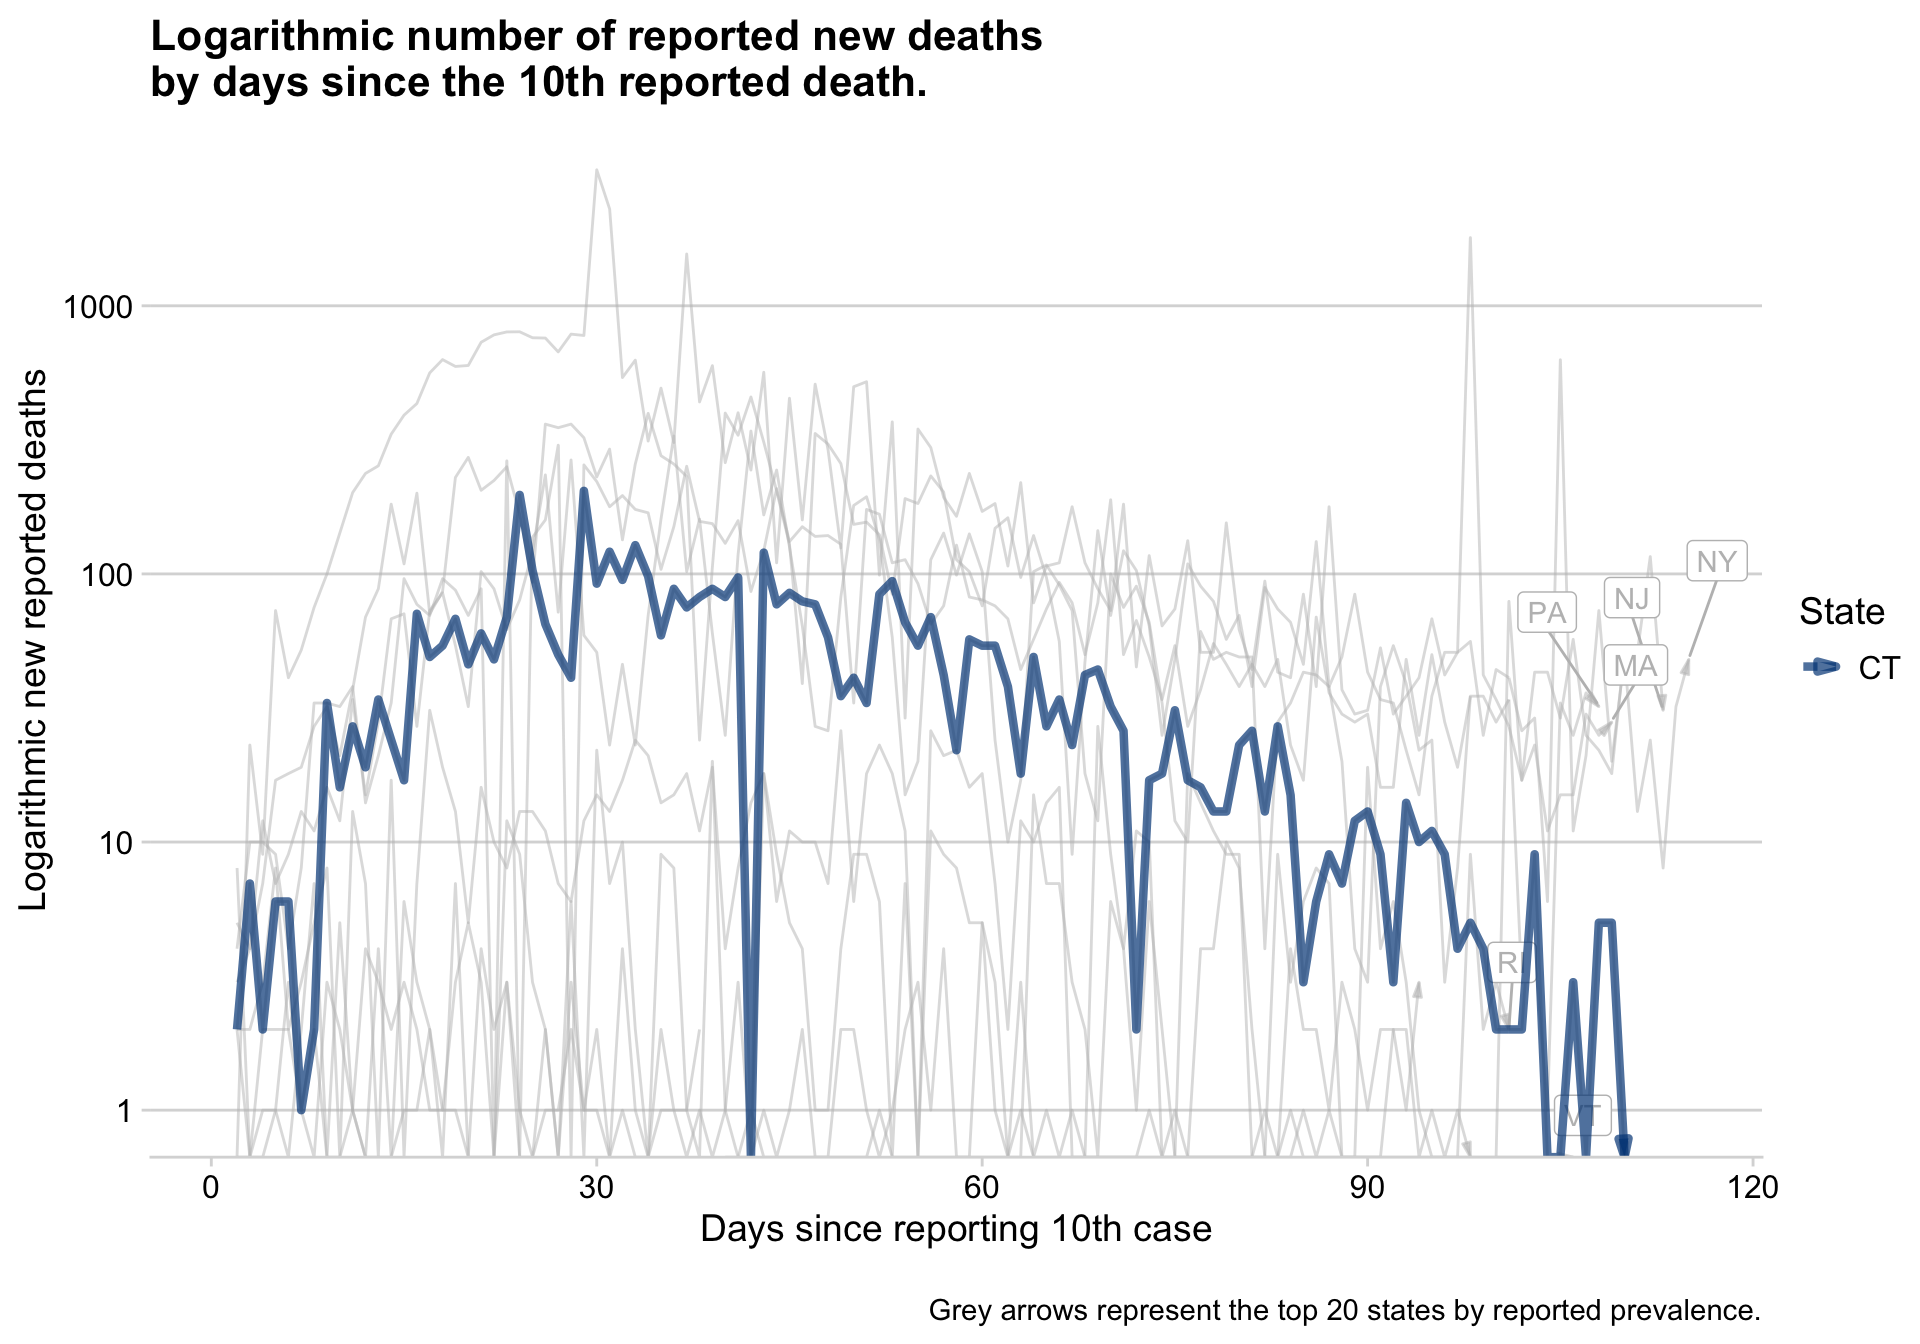 Logarithmic number of reported new deaths
by days since the 10th reported death.
Logarithmic new reported deaths
1000
100
10
1
NY
NJ
PA
MA
RI
VT
State
CT
0 30 60 90 120
Days since reporting 10th case
Grey arrows represent the top 20 states by reported prevalence.